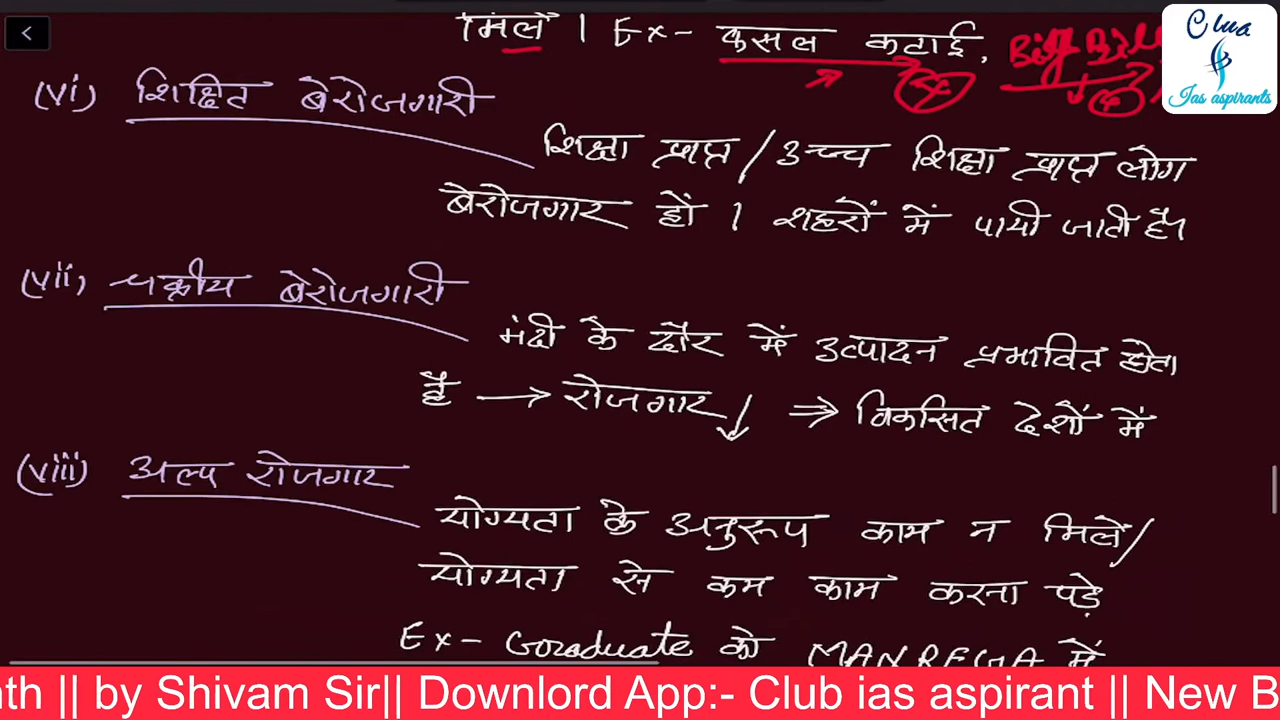 मिले । Ex- फसल कटाई,
Clua
Ias aspirants
(vi) शिक्षित बेरोजगारी
शिक्षा प्राप्त / उच्च शिक्षा प्राप्त लोग
बेरोजगार हों । शहरों में पायी जाती है।
(vii) चक्रीय बेरोजगारी
मंदी के दौर में उत्पादन प्रभावित होता
है → रोजगार ↓ ⇒ विकसित देशों में
(viii) अल्प रोजगार
योग्यता के अनुरूप काम न मिले/
योग्यता से कम काम करना पड़े
Ex- Graduate को MANREGA में
nth || by Shivam Sir|| Downlord App:- Club ias aspirant || New B